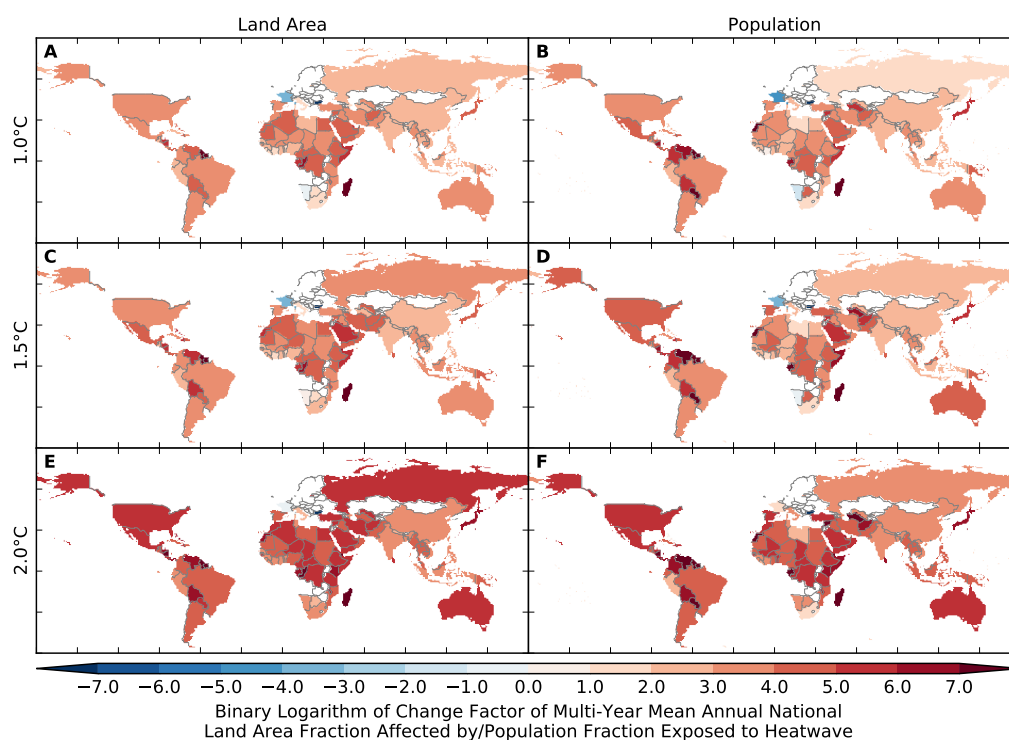 Land Area
Population
A
B
1.0°C
C
D
1.5°C
E
F
2.0°C
−7.0 −6.0 −5.0 −4.0 −3.0 −2.0 −1.0 0.0 1.0 2.0 3.0 4.0 5.0 6.0 7.0
Binary Logarithm of Change Factor of Multi-Year Mean Annual National
Land Area Fraction Affected by/Population Fraction Exposed to Heatwave